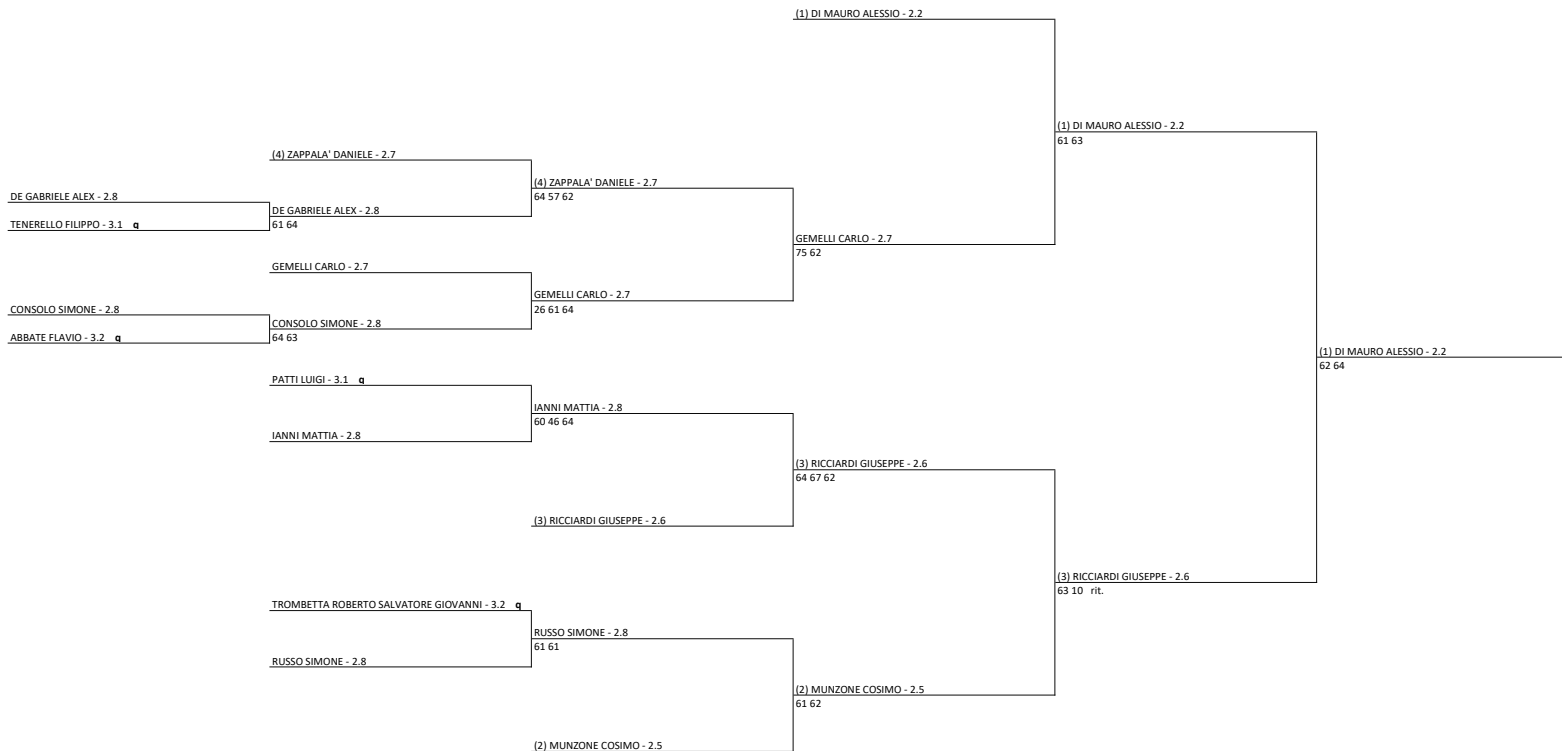 (1) DI MAURO ALESSIO - 2.2
(1) DI MAURO ALESSIO - 2.2
61 63
(4) ZAPPALA' DANIELE - 2.7
(4) ZAPPALA' DANIELE - 2.7
64 57 62
DE GABRIELE ALEX - 2.8
DE GABRIELE ALEX - 2.8
61 64
TENERELLO FILIPPO - 3.1 q
GEMELLI CARLO - 2.7
75 62
GEMELLI CARLO - 2.7
GEMELLI CARLO - 2.7
26 61 64
CONSOLO SIMONE - 2.8
CONSOLO SIMONE - 2.8
64 63
ABBATE FLAVIO - 3.2 q
(1) DI MAURO ALESSIO - 2.2
62 64
PATTI LUIGI - 3.1 q
IANNI MATTIA - 2.8
60 46 64
IANNI MATTIA - 2.8
(3) RICCIARDI GIUSEPPE - 2.6
64 67 62
(3) RICCIARDI GIUSEPPE - 2.6
(3) RICCIARDI GIUSEPPE - 2.6
63 10 rit.
TROMBETTA ROBERTO SALVATORE GIOVANNI - 3.2 q
RUSSO SIMONE - 2.8
61 61
RUSSO SIMONE - 2.8
(2) MUNZONE COSIMO - 2.5
61 62
(2) MUNZONE COSIMO - 2.5